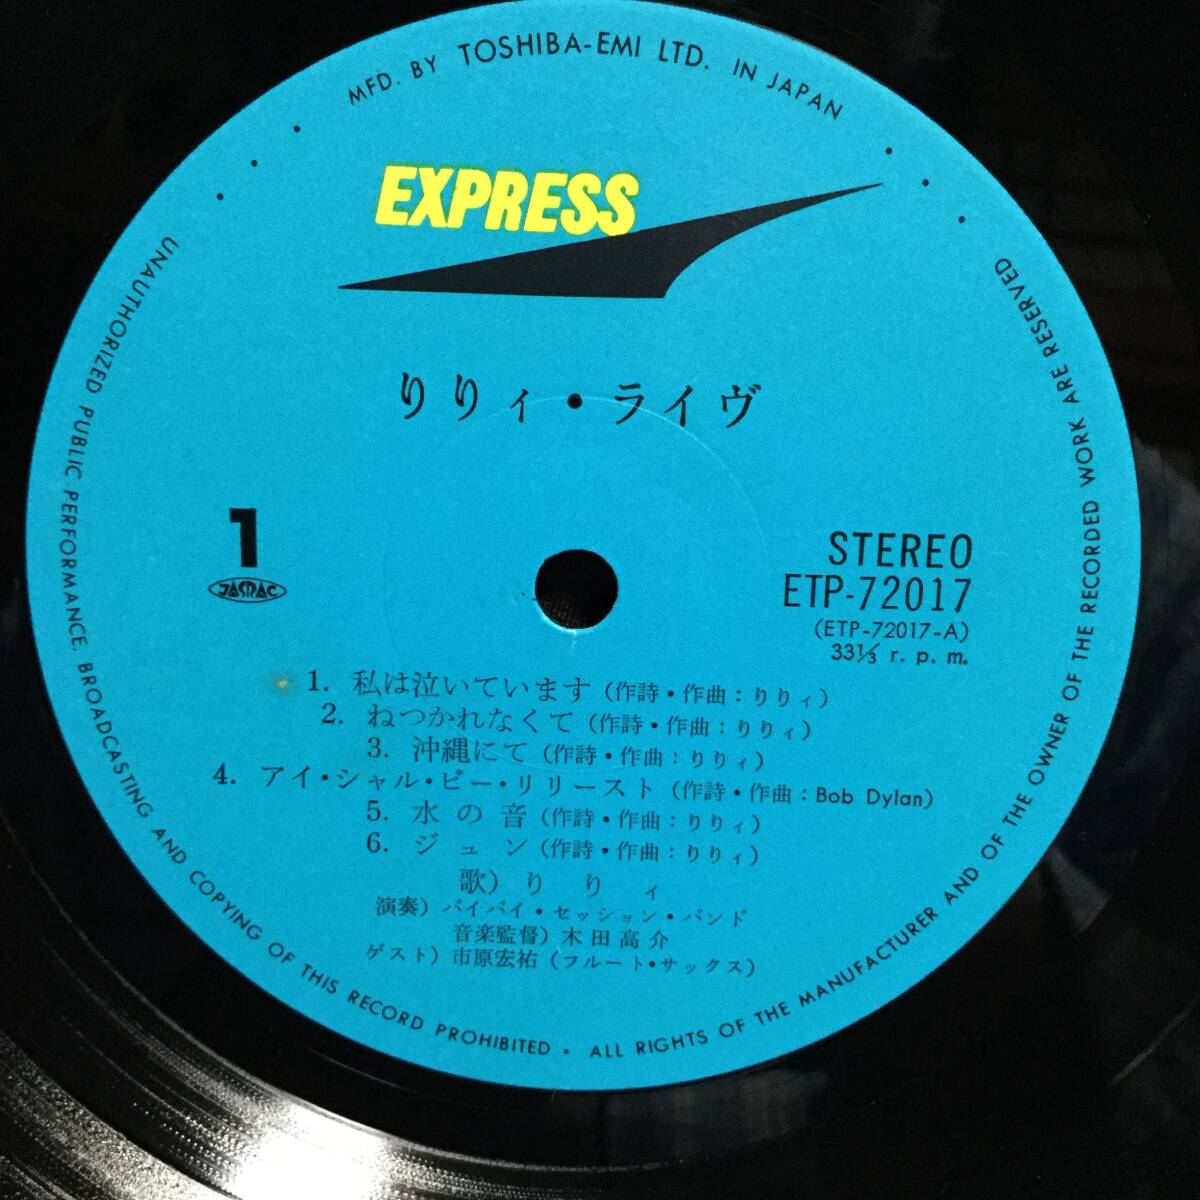 MFD. BY TOSHIBA-EMI LTD. IN JAPAN
EXPRESS
りりィ・ライヴ
1
JASRAC
STEREO
ETP-72017
(ETP-72017-A)
33⅓ r. p. m.
1. 私は泣いています (作詩・作曲：りりィ)
2. ねつかれなくて (作詩・作曲：りりィ)
3. 沖縄にて (作詩・作曲：りりィ)
4. アイ・シャル・ビー・リリースト (作詩・作曲：Bob Dylan)
5. 水の音 (作詩・作曲：りりィ)
6. ジュン (作詩・作曲：りりィ)
歌) りりィ
演奏) バイバイ・セッション・バンド
音楽監督) 木田高介
ゲスト) 市原宏祐 (フルート・サックス)
UNAUTHORIZED PUBLIC PERFORMANCE, BROADCASTING AND COPYING OF THIS RECORD PROHIBITED • ALL RIGHTS OF THE MANUFACTURER AND OF THE OWNER OF THE RECORDED WORK ARE RESERVED